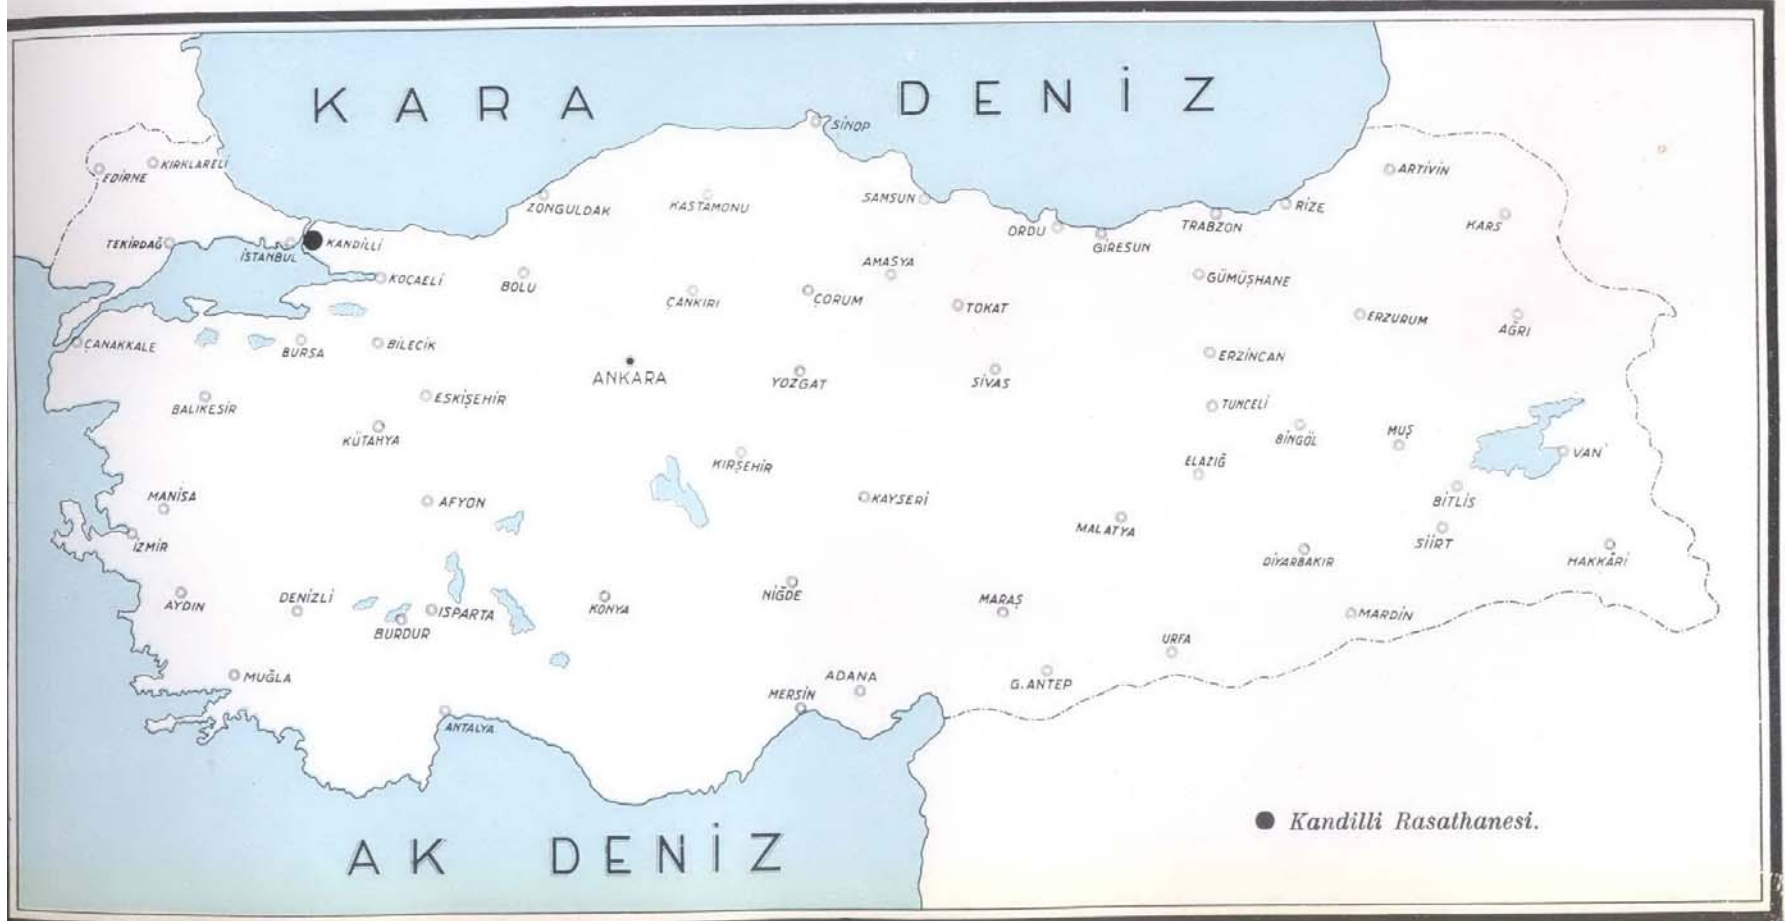 KARA DENİZ
SİNOP
KIRKLARELİ
EDİRNE
ARTİVİN
ZONGULDAK
KASTAMONU
SAMSUN
RİZE
ORDU
TRABZON
KARS
TEKİRDAĞ
İSTANBUL
KANDİLLİ
GİRESUN
AMASYA
KOÇAELİ
BOLU
ÇANKIRI
ÇORUM
TOKAT
GÜMÜŞHANE
ERZURUM
AĞRI
ÇANAKKALE
BURSA
BİLEÇİK
ANKARA
YOZGAT
SİVAS
ERZİNCAN
BALIKESİR
ESKİŞEHİR
TUNCELİ
KÜTAHYA
BİNGÖL
MUŞ
KIRŞEHİR
ELAZIĞ
VAN
MANİSA
AFYON
KAYSERİ
BİTLİS
MALATYA
İZMİR
SİİRT
DİYARBAKIR
HAKKÂRİ
AYDIN
DENİZLİ
BURDUR
ISPARTA
KONYA
NİĞDE
MARAŞ
MARDİN
URFA
MUĞLA
ADANA
G.ANTEP
MERSİN
ANTALYA
Kandilli Rasathanesi.
AK DENİZ